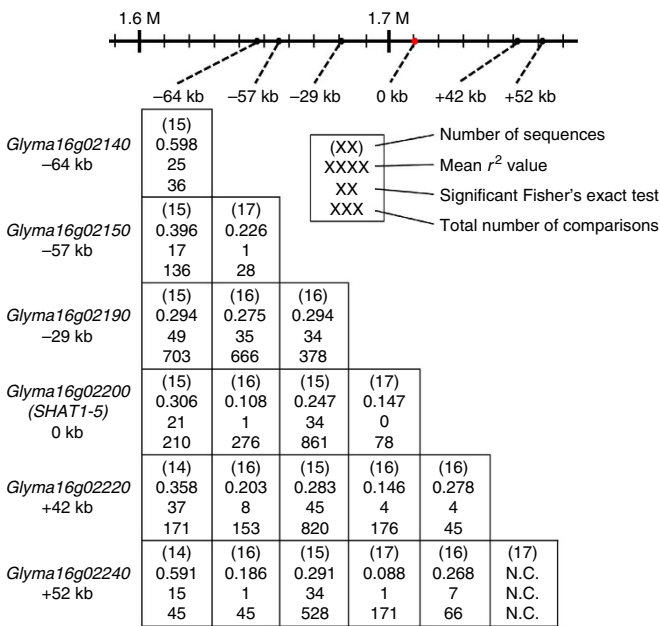 1.6 M 1.7 M
–64 kb –57 kb –29 kb 0 kb +42 kb +52 kb
(XX) Number of sequences
XXXX Mean r² value
XX Significant Fisher's exact test
XXX Total number of comparisons
Glyma16g02140
–64 kb
(15)
0.598
25
36
Glyma16g02150
–57 kb
(15) (17)
0.396 0.226
17 1
136 28
Glyma16g02190
–29 kb
(15) (16) (16)
0.294 0.275 0.294
49 35 34
703 666 378
Glyma16g02200
(SHAT1-5)
0 kb
(15) (16) (15) (17)
0.306 0.108 0.247 0.147
21 1 34 0
210 276 861 78
Glyma16g02220
+42 kb
(14) (16) (15) (16) (16)
0.358 0.203 0.283 0.146 0.278
37 8 45 4 4
171 153 820 176 45
Glyma16g02240
+52 kb
(14) (16) (15) (17) (16) (17)
0.591 0.186 0.291 0.088 0.268 N.C.
15 1 34 1 7 N.C.
45 45 528 171 66 N.C.